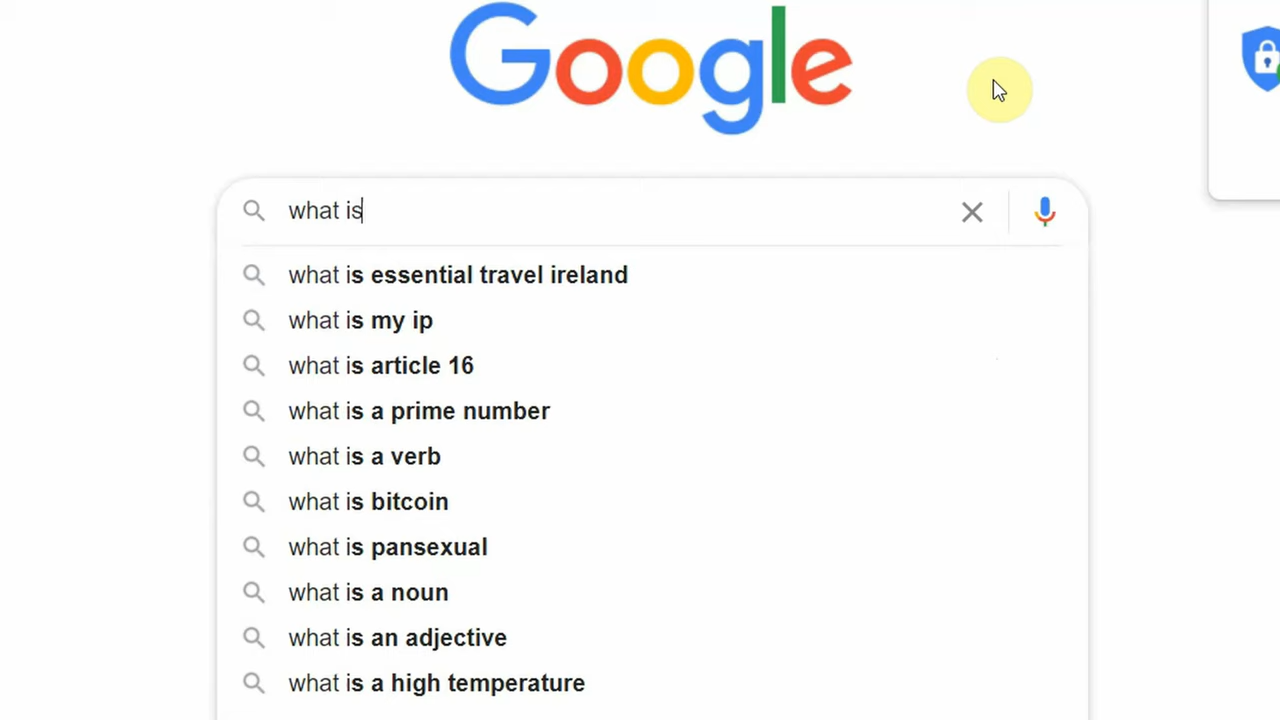 Google
what is
what is essential travel ireland
what is my ip
what is article 16
what is a prime number
what is a verb
what is bitcoin
what is pansexual
what is a noun
what is an adjective
what is a high temperature